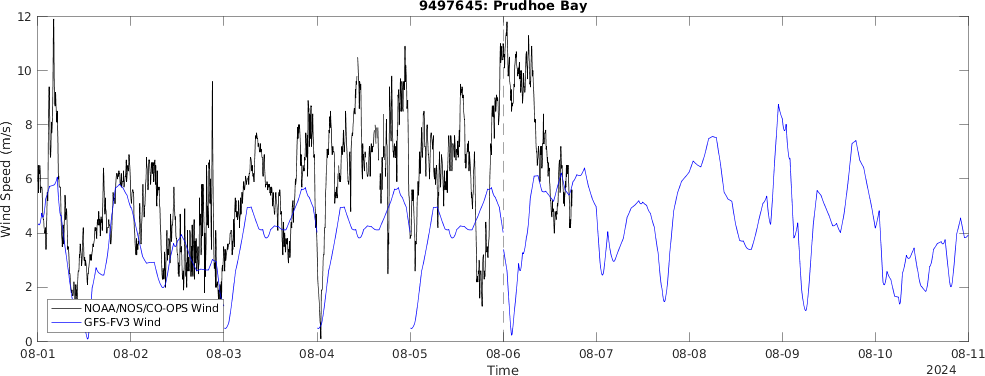 9497645: Prudhoe Bay
Wind Speed (m/s)
12
10
8
6
4
2
0
NOAA/NOS/CO-OPS Wind
GFS-FV3 Wind
08-01 08-02 08-03 08-04 08-05 08-06 08-07 08-08 08-09 08-10 08-11
Time
2024